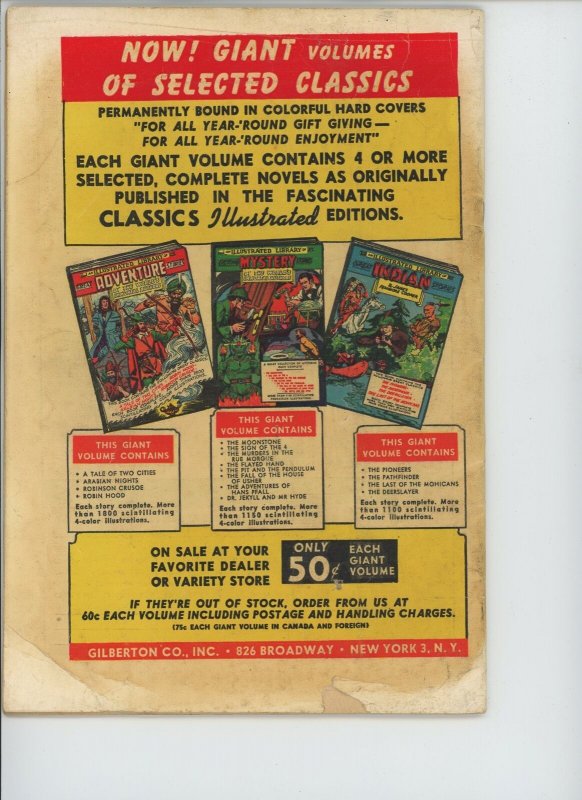 NOW! GIANT VOLUMES
OF SELECTED CLASSICS
PERMANENTLY BOUND IN COLORFUL HARD COVERS
"FOR ALL YEAR-'ROUND GIFT GIVING —
FOR ALL YEAR-'ROUND ENJOYMENT"
EACH GIANT VOLUME CONTAINS 4 OR MORE
SELECTED, COMPLETE NOVELS AS ORIGINALLY
PUBLISHED IN THE FASCINATING
CLASSICS Illustrated EDITIONS.
ILLUSTRATED LIBRARY OF
ADVENTURE
ILLUSTRATED LIBRARY OF
MYSTERY
ILLUSTRATED LIBRARY OF
INDIAN
THIS GIANT
VOLUME CONTAINS
• A TALE OF TWO CITIES
• ARABIAN NIGHTS
• ROBINSON CRUSOE
• ROBIN HOOD
Each story complete. More
than 1800 scintillating
4-color illustrations.
THIS GIANT
VOLUME CONTAINS
• THE MOONSTONE
• THE SIGN OF THE 4
• THE MURDERS IN THE
RUE MORGUE
• THE FLAYED HAND
• THE PIT AND THE PENDULUM
• THE FALL OF THE HOUSE
OF USHER
• THE ADVENTURES OF
HANS PFALL
• DR. JEKYLL AND MR HYDE
Each story complete. More
than 1150 scintillating
4-color illustrations.
THIS GIANT
VOLUME CONTAINS
• THE PIONEERS
• THE PATHFINDER
• THE LAST OF THE MOHICANS
• THE DEERSLAYER
Each story complete. More
than 1100 scintillating
4-color illustrations.
ON SALE AT YOUR
FAVORITE DEALER
OR VARIETY STORE
ONLY
50¢
EACH
GIANT
VOLUME
IF THEY'RE OUT OF STOCK, ORDER FROM US AT
60c EACH VOLUME INCLUDING POSTAGE AND HANDLING CHARGES.
(75c EACH GIANT VOLUME IN CANADA AND FOREIGN)
GILBERTON CO., INC. • 826 BROADWAY • NEW YORK 3, N. Y.